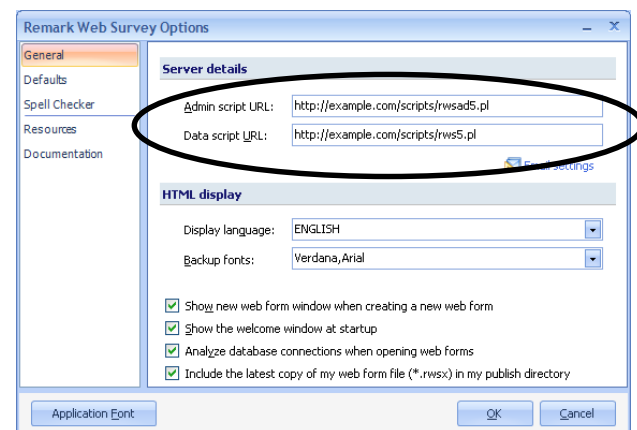 Remark Web Survey Options
General
Defaults
Spell Checker
Resources
Documentation
Server details
Admin script URL: http://example.com/scripts/rwsad5.pl
Data script URL: http://example.com/scripts/rws5.pl
Email settings
HTML display
Display language: ENGLISH
Backup fonts: Verdana,Arial
Show new web form window when creating a new web form
Show the welcome window at startup
Analyze database connections when opening web forms
Include the latest copy of my web form file (*.rwsx) in my publish directory
Application Font OK Cancel